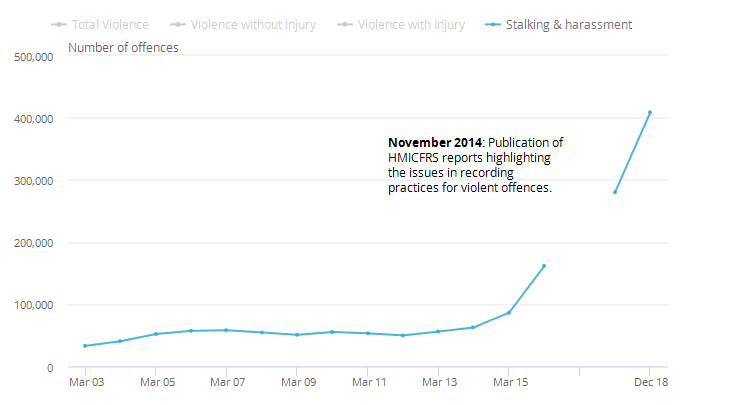 Total Violence Violence without injury Violence with injury Stalking & harassment
Number of offences
500,000
400,000
November 2014: Publication of
HMICFRS reports highlighting
the issues in recording
practices for violent offences.
300,000
200,000
100,000
0
Mar 03 Mar 05 Mar 07 Mar 09 Mar 11 Mar 13 Mar 15 Dec 18